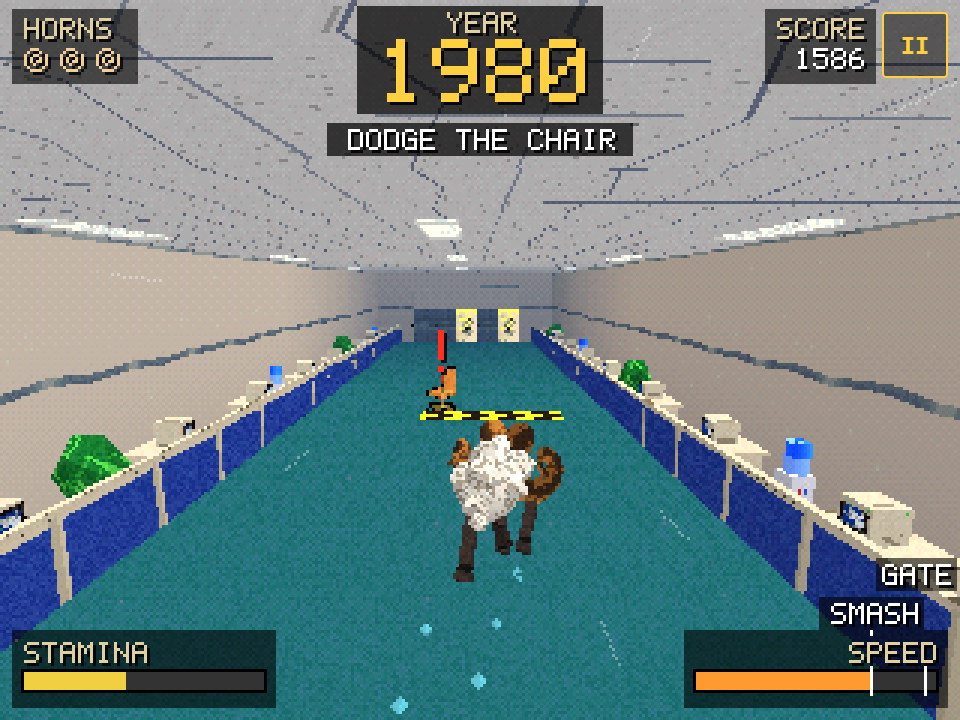 HORNS
YEAR
1980
SCORE
1586
II
DODGE THE CHAIR
GATE
SMASH
STAMINA
SPEED